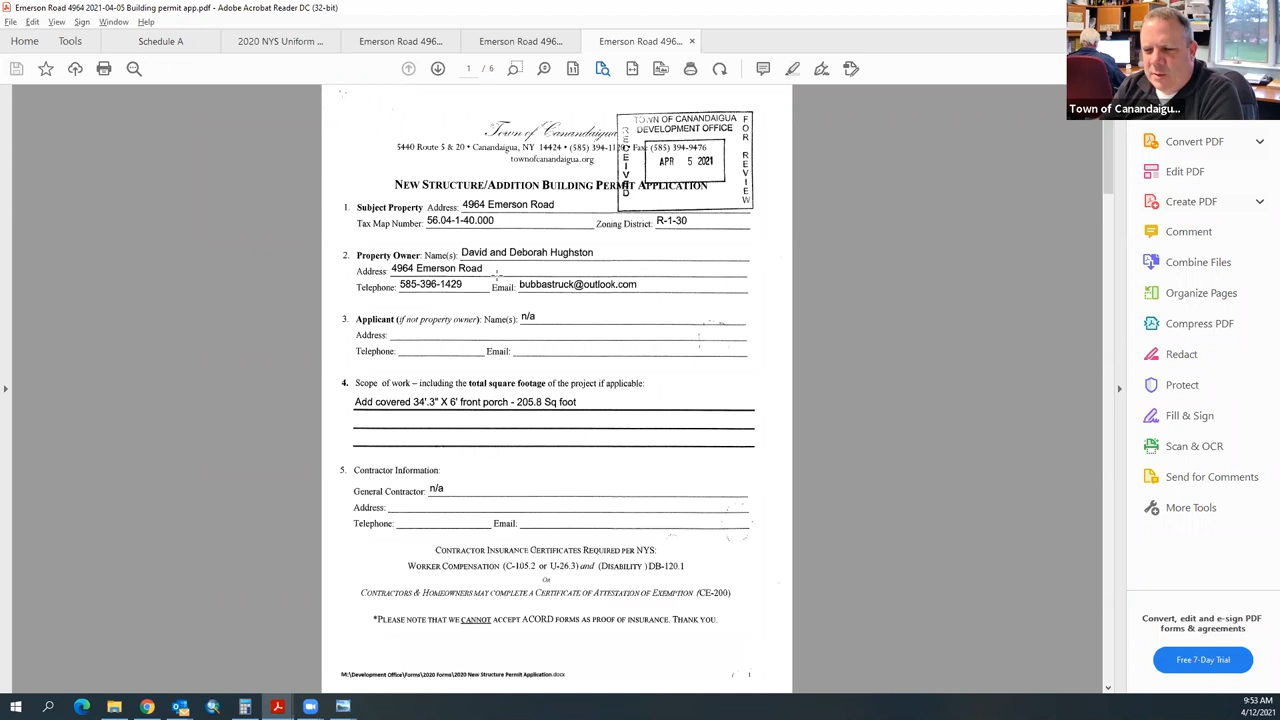 Emerson Road 4964 2021-04-05 Building permit app.pdf - Adobe Acrobat Reader DC (32-bit)
File Edit View Sign Window Help
Home Tools Schedule A 2020 NYS Uniform ... Emerson Road 496... Emerson Road 496... Emerson Road 496... ×
1 / 6
Town of Canandaigu...
Town of Canandaigua
5440 Route 5 & 20 • Canandaigua, NY 14424 • (585) 394-1120 Fax: (585) 394-9476
townofcanandaigua.org
TOWN OF CANANDAIGUA
DEVELOPMENT OFFICE
RECEIVED
APR 5 2021
FOR REVIEW
NEW STRUCTURE/ADDITION BUILDING PERMIT APPLICATION
1. Subject Property Address: 4964 Emerson Road
Tax Map Number: 56.04-1-40.000 Zoning District: R-1-30
2. Property Owner: Name(s): David and Deborah Hughston
Address: 4964 Emerson Road
Telephone: 585-396-1429 Email: bubbastruck@outlook.com
3. Applicant (if not property owner): Name(s): n/a
Address:
Telephone: Email:
4. Scope of work – including the total square footage of the project if applicable:
Add covered 34'.3" X 6' front porch - 205.8 Sq foot
5. Contractor Information:
General Contractor: n/a
Address:
Telephone: Email:
CONTRACTOR INSURANCE CERTIFICATES REQUIRED PER NYS:
WORKER COMPENSATION (C-105.2 or U-26.3) and (DISABILITY ) DB-120.1
OR
CONTRACTORS & HOMEOWNERS MAY COMPLETE A CERTIFICATE OF ATTESTATION OF EXEMPTION (CE-200)
*PLEASE NOTE THAT WE CANNOT ACCEPT ACORD FORMS AS PROOF OF INSURANCE. THANK YOU.
M:\Development Office\Forms\2020 Forms\2020 New Structure Permit Application.docx
1
Convert PDF
Edit PDF
Create PDF
Comment
Combine Files
Organize Pages
Compress PDF
Redact
Protect
Fill & Sign
Scan & OCR
Send for Comments
More Tools
Convert, edit and e-sign PDF
forms & agreements
Free 7-Day Trial
9:53 AM
4/12/2021